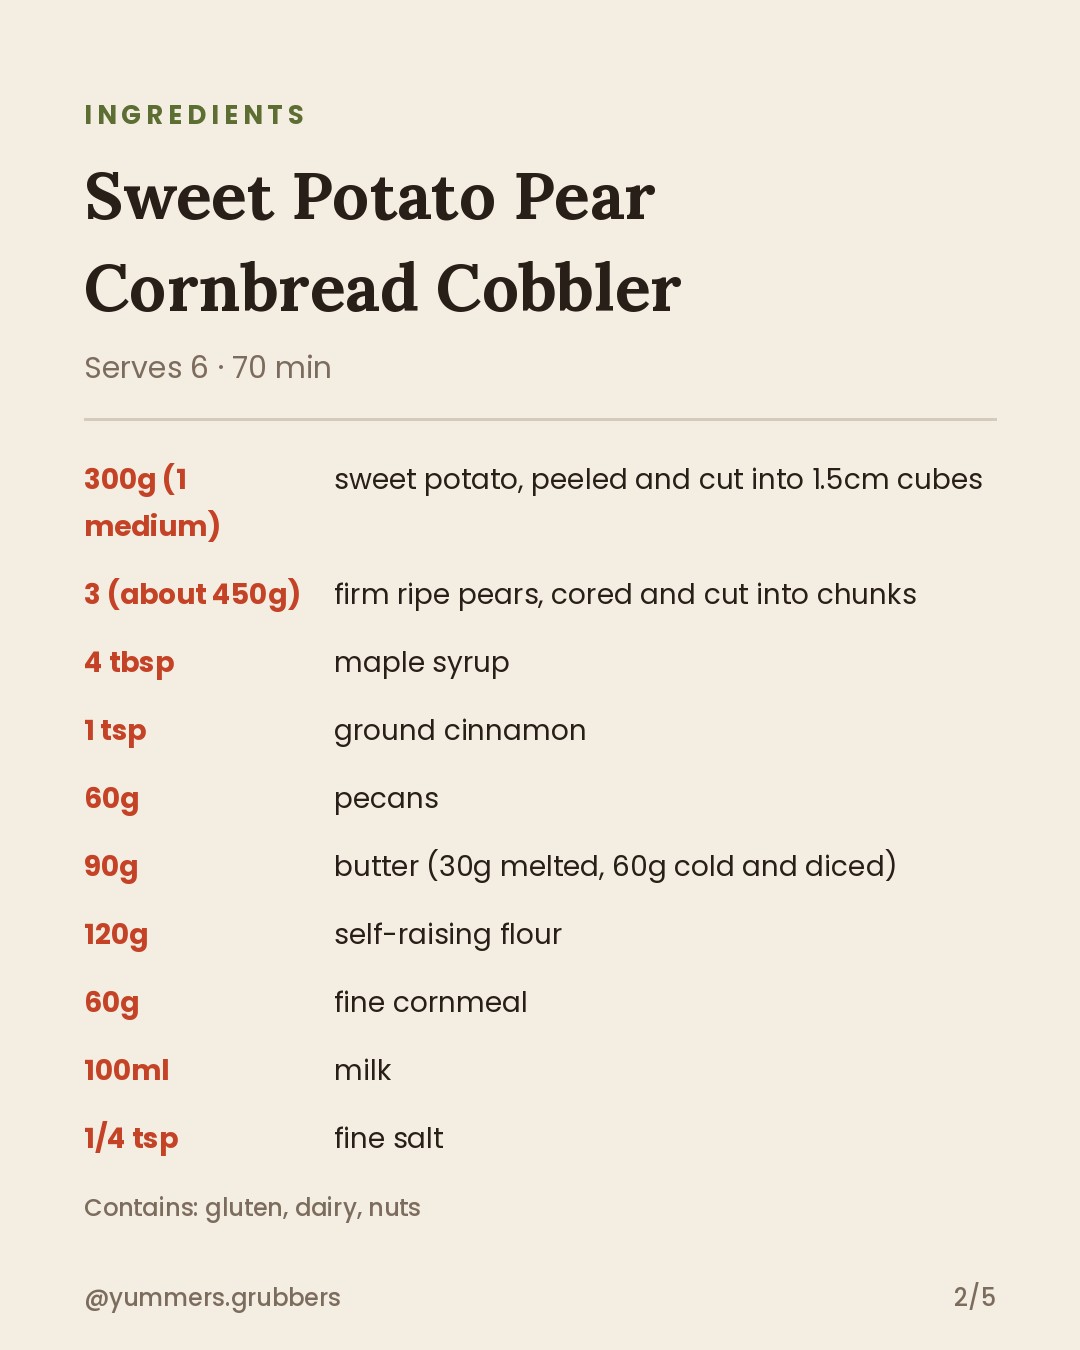 INGREDIENTS
Sweet Potato Pear
Cornbread Cobbler
Serves 6 · 70 min
300g (1 medium) sweet potato, peeled and cut into 1.5cm cubes
3 (about 450g) firm ripe pears, cored and cut into chunks
4 tbsp maple syrup
1 tsp ground cinnamon
60g pecans
90g butter (30g melted, 60g cold and diced)
120g self-raising flour
60g fine cornmeal
100ml milk
1/4 tsp fine salt
Contains: gluten, dairy, nuts
@yummers.grubbers 2/5